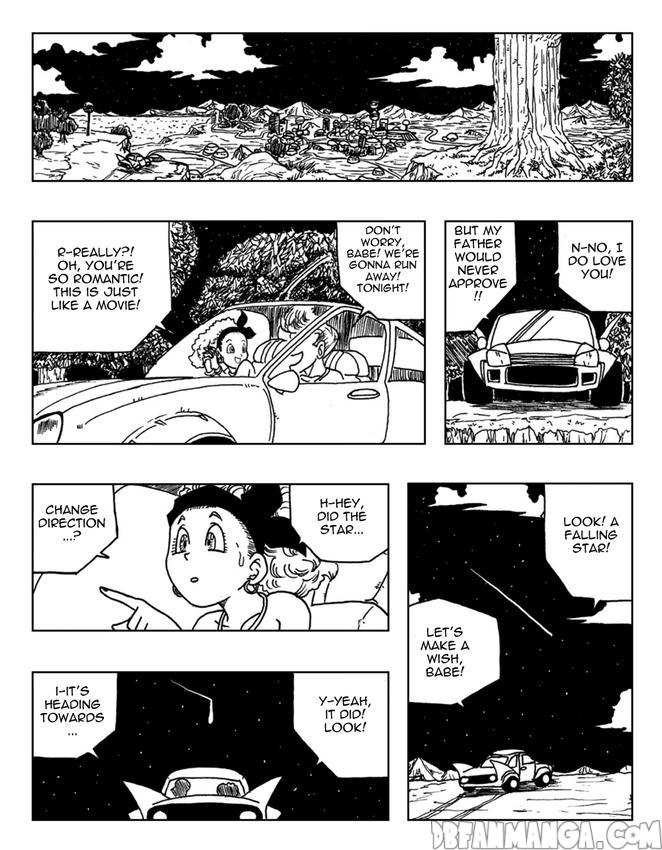 N-NO, I
DO LOVE
YOU!
BUT MY
FATHER
WOULD
NEVER
APPROVE
!!
DON'T
WORRY,
BABE! WE'RE
GONNA RUN
AWAY!
TONIGHT!
R-REALLY?!
OH, YOU'RE
SO ROMANTIC!
THIS IS JUST
LIKE A MOVIE!
LOOK! A
FALLING
STAR!
LET'S
MAKE A
WISH,
BABE!
H-HEY,
DID THE
STAR...
CHANGE
DIRECTION
...?
Y-YEAH,
IT DID!
LOOK!
I-IT'S
HEADING
TOWARDS
...
DBFANMANGA.COM